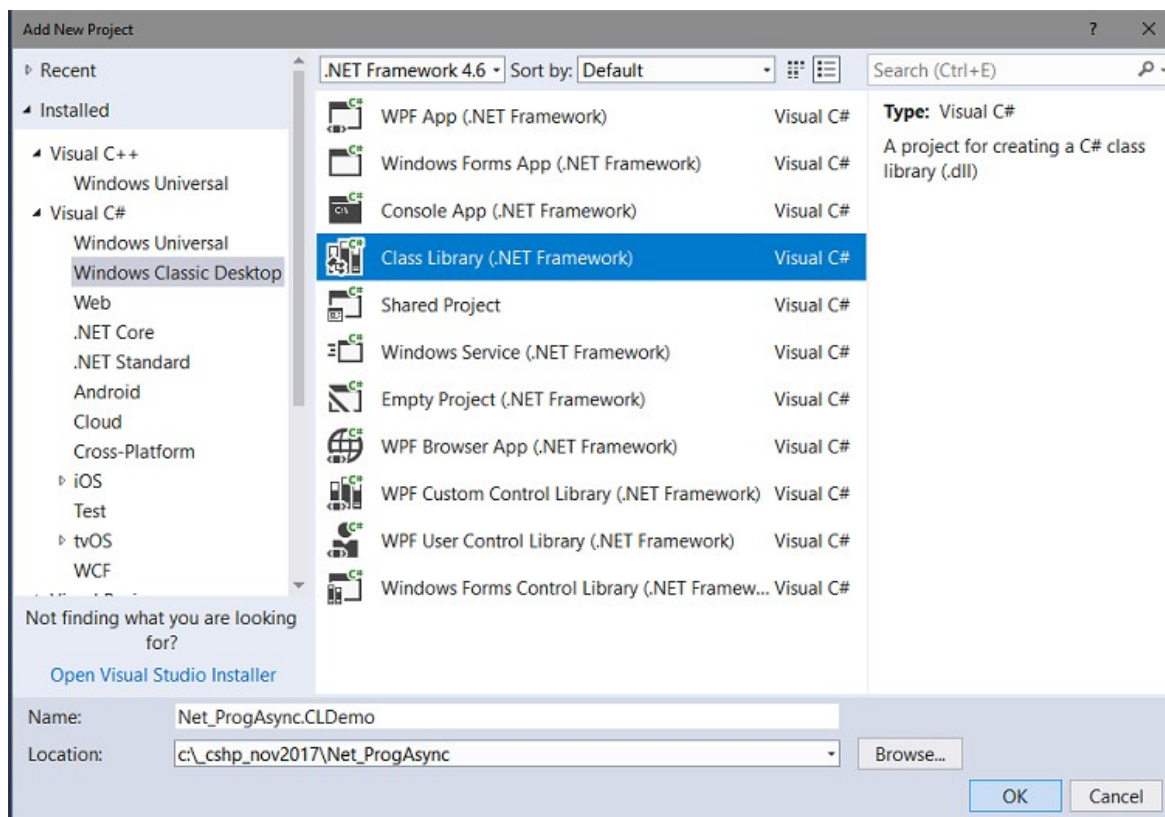 Add New Project
?
Recent
Installed
Visual C++
Windows Universal
Visual C#
Windows Universal
Windows Classic Desktop
Web
.NET Core
.NET Standard
Android
Cloud
Cross-Platform
iOS
Test
tvOS
WCF
Not finding what you are looking
for?
Open Visual Studio Installer
.NET Framework 4.6 Sort by: Default
WPF App (.NET Framework) Visual C#
Windows Forms App (.NET Framework) Visual C#
Console App (.NET Framework) Visual C#
Class Library (.NET Framework) Visual C#
Shared Project Visual C#
Windows Service (.NET Framework) Visual C#
Empty Project (.NET Framework) Visual C#
WPF Browser App (.NET Framework) Visual C#
WPF Custom Control Library (.NET Framework) Visual C#
WPF User Control Library (.NET Framework) Visual C#
Windows Forms Control Library (.NET Framew... Visual C#
Search (Ctrl+E)
Type: Visual C#
A project for creating a C# class
library (.dll)
Name: Net_ProgAsync.CLDemo
Location: c:\_cshp_nov2017\Net_ProgAsync
Browse...
OK Cancel